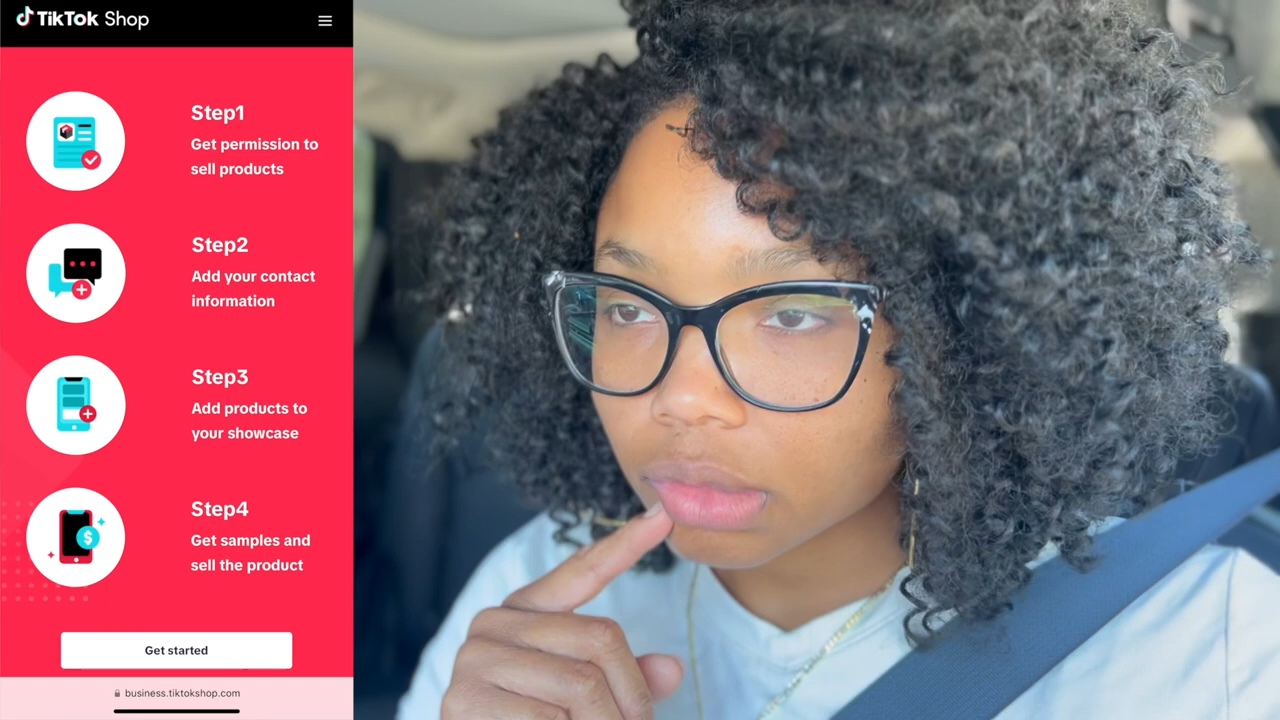 TikTok Shop
Step1
Get permission to
sell products
Step2
Add your contact
information
Step3
Add products to
your showcase
Step4
Get samples and
sell the product
Get started
business.tiktokshop.com